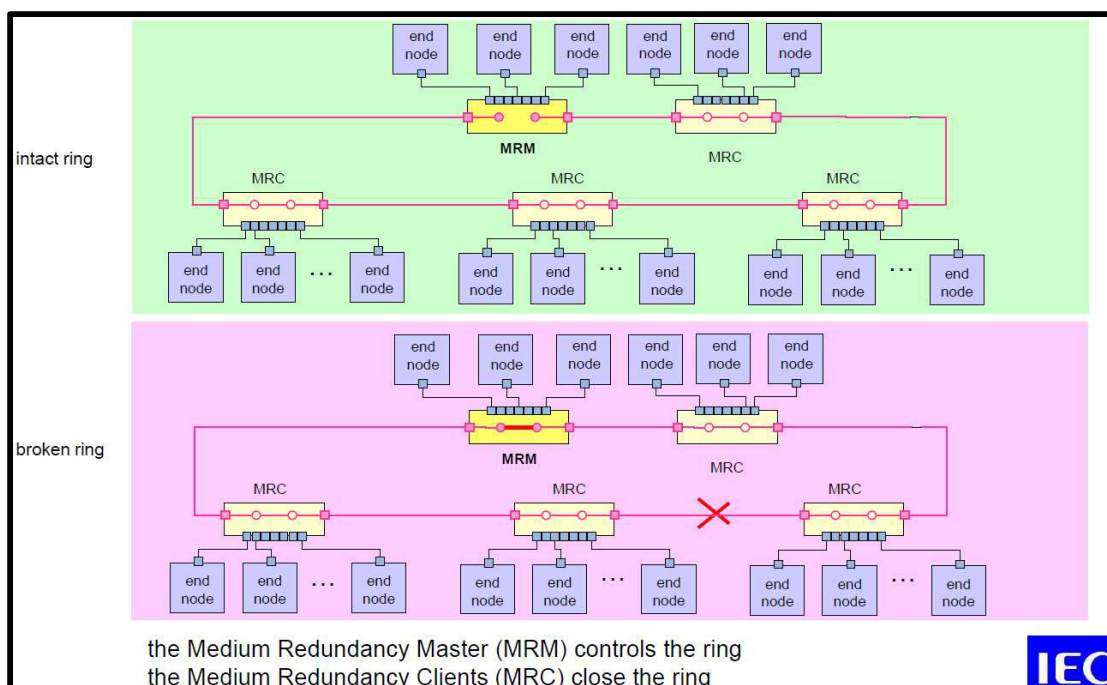 end node end node end node end node end node end node
intact ring
MRM
MRC
MRC MRC MRC
end node end node ... end node end node end node ... end node end node end node ... end node
end node end node end node end node end node end node
broken ring
MRM
MRC
MRC MRC MRC
end node end node ... end node end node end node ... end node end node end node ... end node
the Medium Redundancy Master (MRM) controls the ring
the Medium Redundancy Clients (MRC) close the ring
IEC